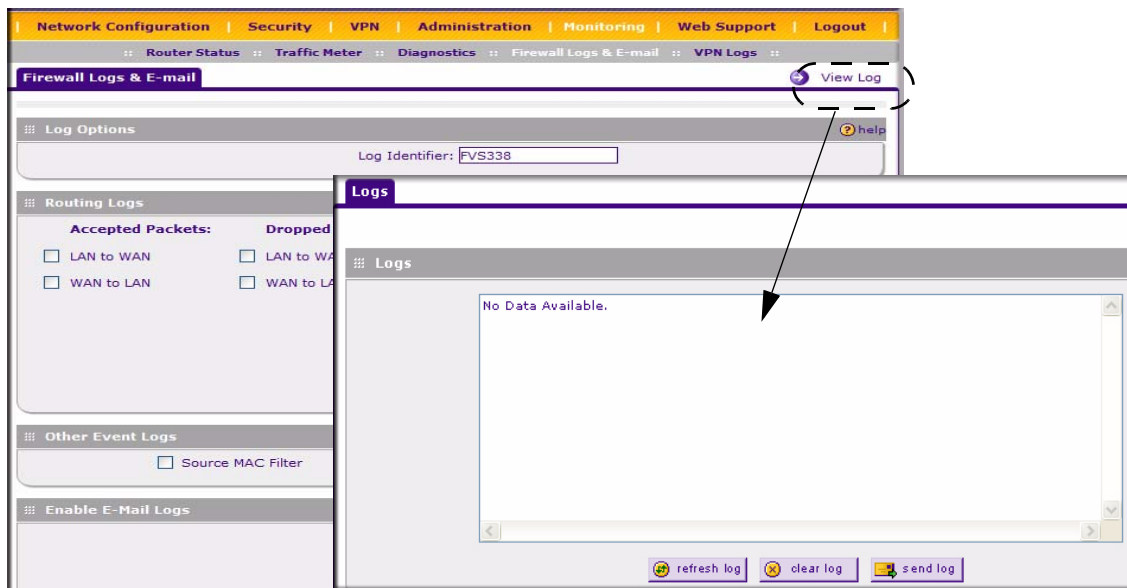 Network Configuration | Security | VPN | Administration | Monitoring | Web Support | Logout |
:: Router Status :: Traffic Meter :: Diagnostics :: Firewall Logs & E-mail :: VPN Logs ::
Firewall Logs & E-mail
View Log
Log Options
help
Log Identifier: FVS338
Routing Logs
Accepted Packets: Dropped
LAN to WAN LAN to WA
WAN to LAN WAN to LA
Other Event Logs
Source MAC Filter
Enable E-Mail Logs
Logs
Logs
No Data Available.
refresh log clear log send log